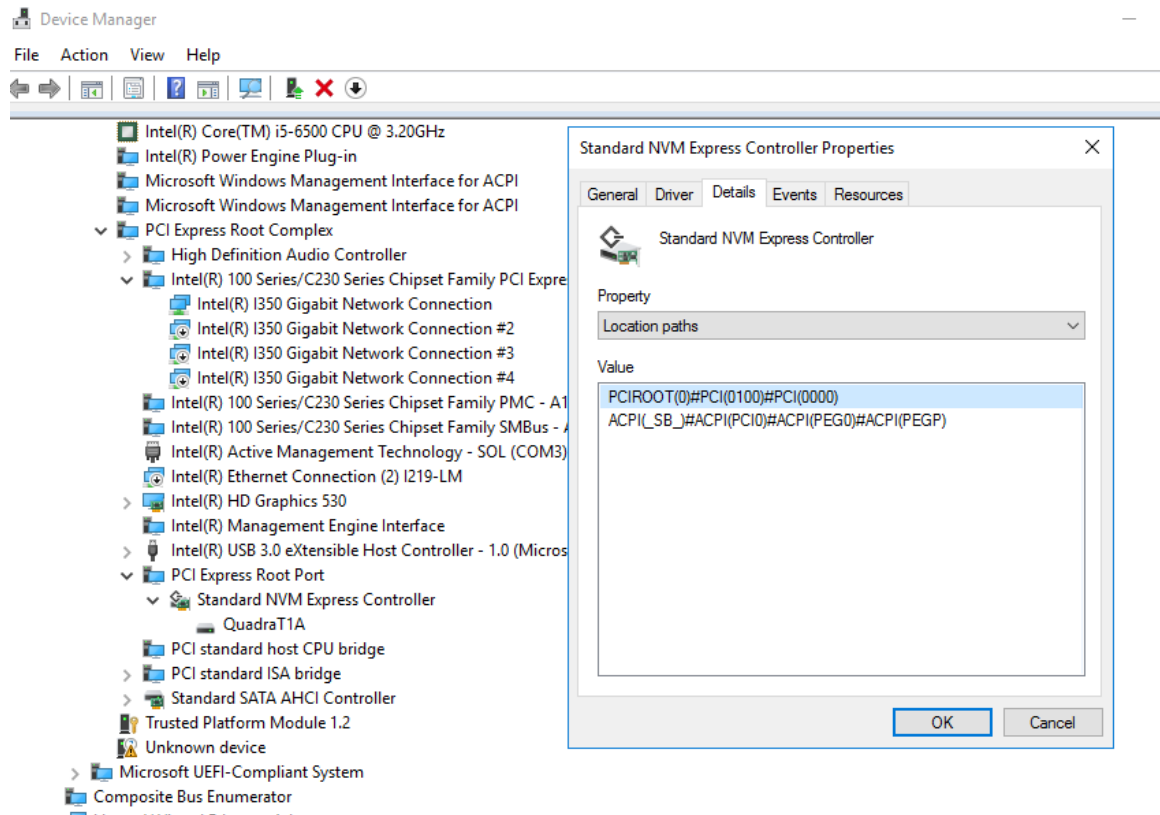 Device Manager
File Action View Help
Intel(R) Core(TM) i5-6500 CPU @ 3.20GHz
Intel(R) Power Engine Plug-in
Microsoft Windows Management Interface for ACPI
Microsoft Windows Management Interface for ACPI
PCI Express Root Complex
High Definition Audio Controller
Intel(R) 100 Series/C230 Series Chipset Family PCI Expre
Intel(R) I350 Gigabit Network Connection
Intel(R) I350 Gigabit Network Connection #2
Intel(R) I350 Gigabit Network Connection #3
Intel(R) I350 Gigabit Network Connection #4
Intel(R) 100 Series/C230 Series Chipset Family PMC - A1
Intel(R) 100 Series/C230 Series Chipset Family SMBus -
Intel(R) Active Management Technology - SOL (COM3)
Intel(R) Ethernet Connection (2) I219-LM
Intel(R) HD Graphics 530
Intel(R) Management Engine Interface
Intel(R) USB 3.0 eXtensible Host Controller - 1.0 (Micros
PCI Express Root Port
Standard NVM Express Controller
QuadraT1A
PCI standard host CPU bridge
PCI standard ISA bridge
Standard SATA AHCI Controller
Trusted Platform Module 1.2
Unknown device
Microsoft UEFI-Compliant System
Composite Bus Enumerator
Standard NVM Express Controller Properties
General Driver Details Events Resources
Standard NVM Express Controller
Property
Location paths
Value
PCIROOT(0)#PCI(0100)#PCI(0000)
ACPI(_SB_)#ACPI(PCI0)#ACPI(PEG0)#ACPI(PEGP)
OK Cancel